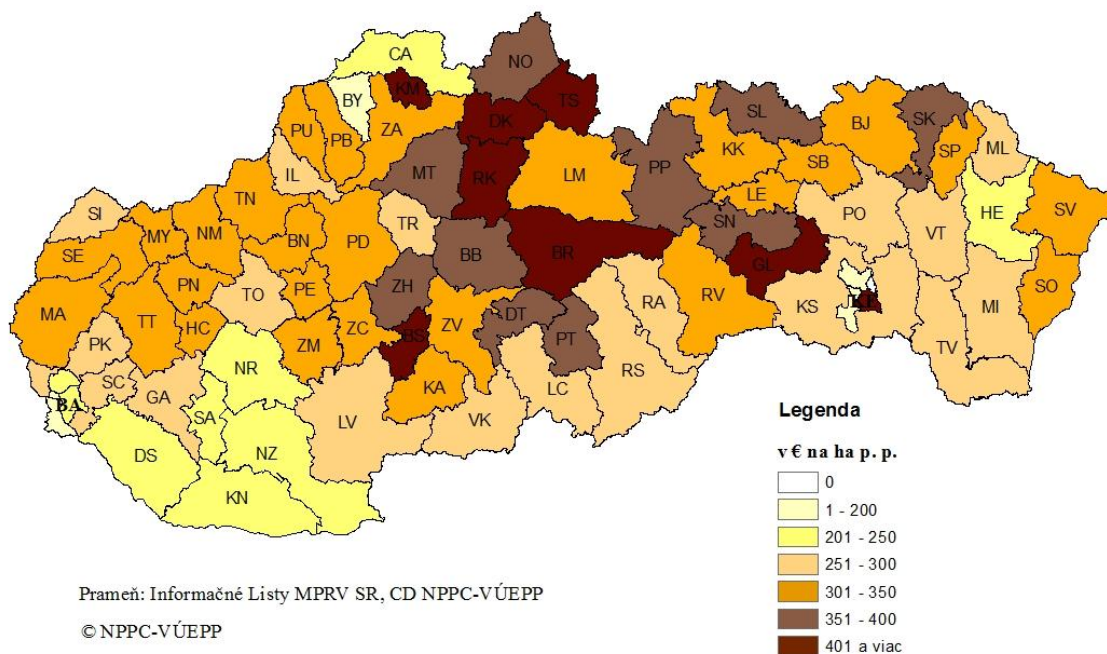 CA
NO
KM
TS
BY
DK
SL
SK
BJ
PU
PB
ZA
ML
KK
SP
SB
IL
MT
RK
LM
PP
LE
HE
SV
SI
TN
TR
SN
PO
VT
SE
MY
NM
BN
PD
BB
BR
GL
PN
TO
PE
ZH
RA
RV
KS
KE
MI
SO
MA
TT
HC
ZM
ZC
BS
ZV
DT
PT
TV
PK
NR
KA
LC
RS
SC
GA
BA
SA
LV
VK
DS
NZ
KN
Legenda
v € na ha p. p.
0
1 - 200
201 - 250
251 - 300
301 - 350
351 - 400
401 a viac
Prameň: Informačné Listy MPRV SR, CD NPPC-VÚEPP
© NPPC-VÚEPP